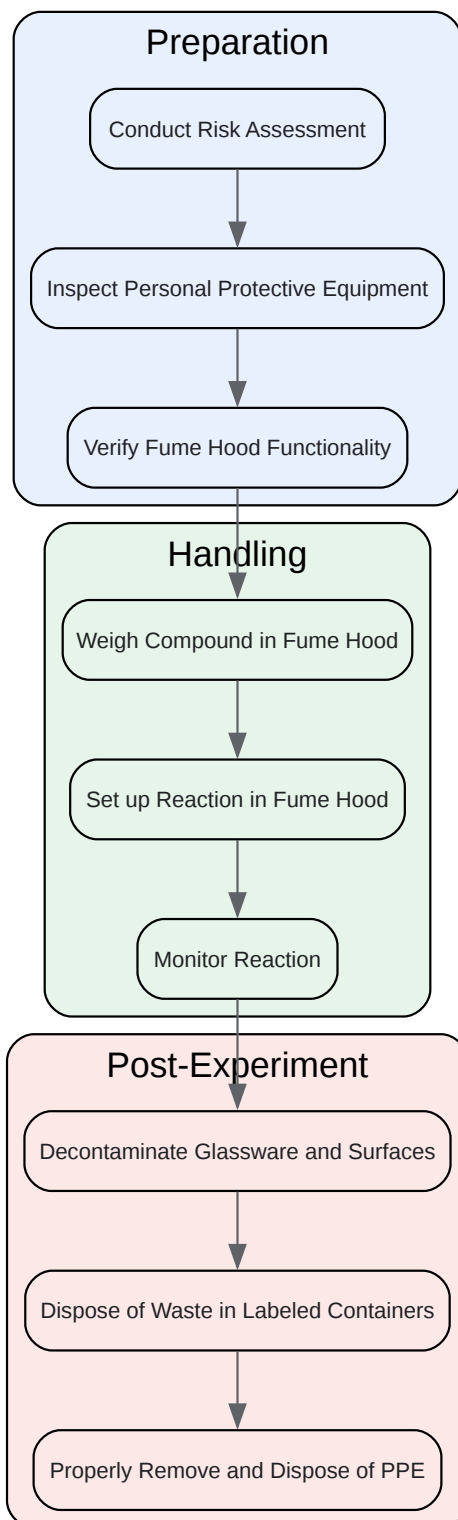 Preparation
Conduct Risk Assessment
Inspect Personal Protective Equipment
Verify Fume Hood Functionality
Handling
Weigh Compound in Fume Hood
Set up Reaction in Fume Hood
Monitor Reaction
Post-Experiment
Decontaminate Glassware and Surfaces
Dispose of Waste in Labeled Containers
Properly Remove and Dispose of PPE